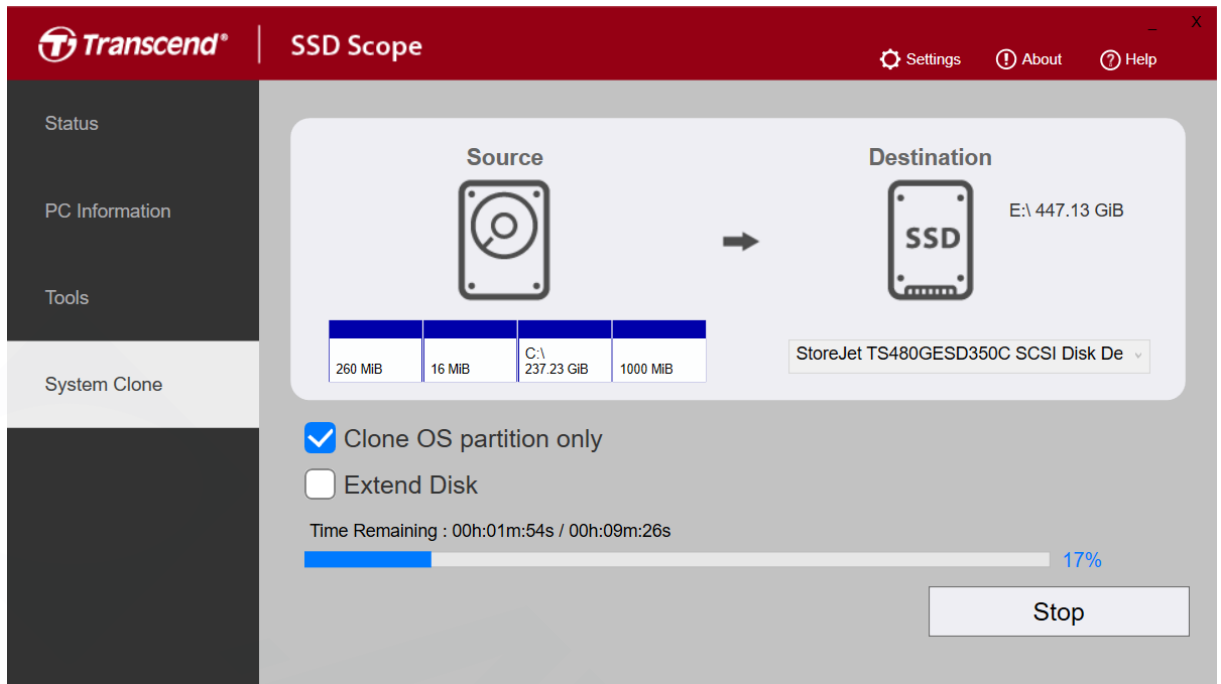 Transcend®
SSD Scope
Settings
About
Help
Status
PC Information
Tools
System Clone
Source
Destination
SSD
E:\ 447.13 GiB
260 MiB
16 MiB
C:\
237.23 GiB
1000 MiB
StoreJet TS480GESD350C SCSI Disk De
Clone OS partition only
Extend Disk
Time Remaining : 00h:01m:54s / 00h:09m:26s
17%
Stop